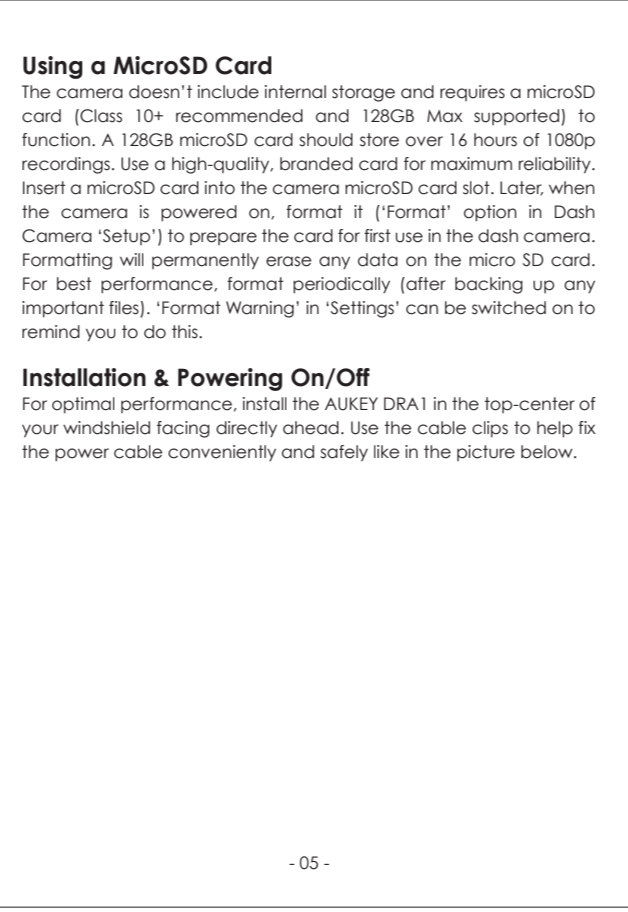 Using a MicroSD Card
The camera doesn't include internal storage and requires a microSD
card (Class 10+ recommended and 128GB Max supported) to
function. A 128GB microSD card should store over 16 hours of 1080p
recordings. Use a high-quality, branded card for maximum reliability.
Insert a microSD card into the camera microSD card slot. Later, when
the camera is powered on, format it ('Format' option in Dash
Camera 'Setup') to prepare the card for first use in the dash camera.
Formatting will permanently erase any data on the micro SD card.
For best performance, format periodically (after backing up any
important files). 'Format Warning' in 'Settings' can be switched on to
remind you to do this.
Installation & Powering On/Off
For optimal performance, install the AUKEY DRA1 in the top-center of
your windshield facing directly ahead. Use the cable clips to help fix
the power cable conveniently and safely like in the picture below.
- 05 -